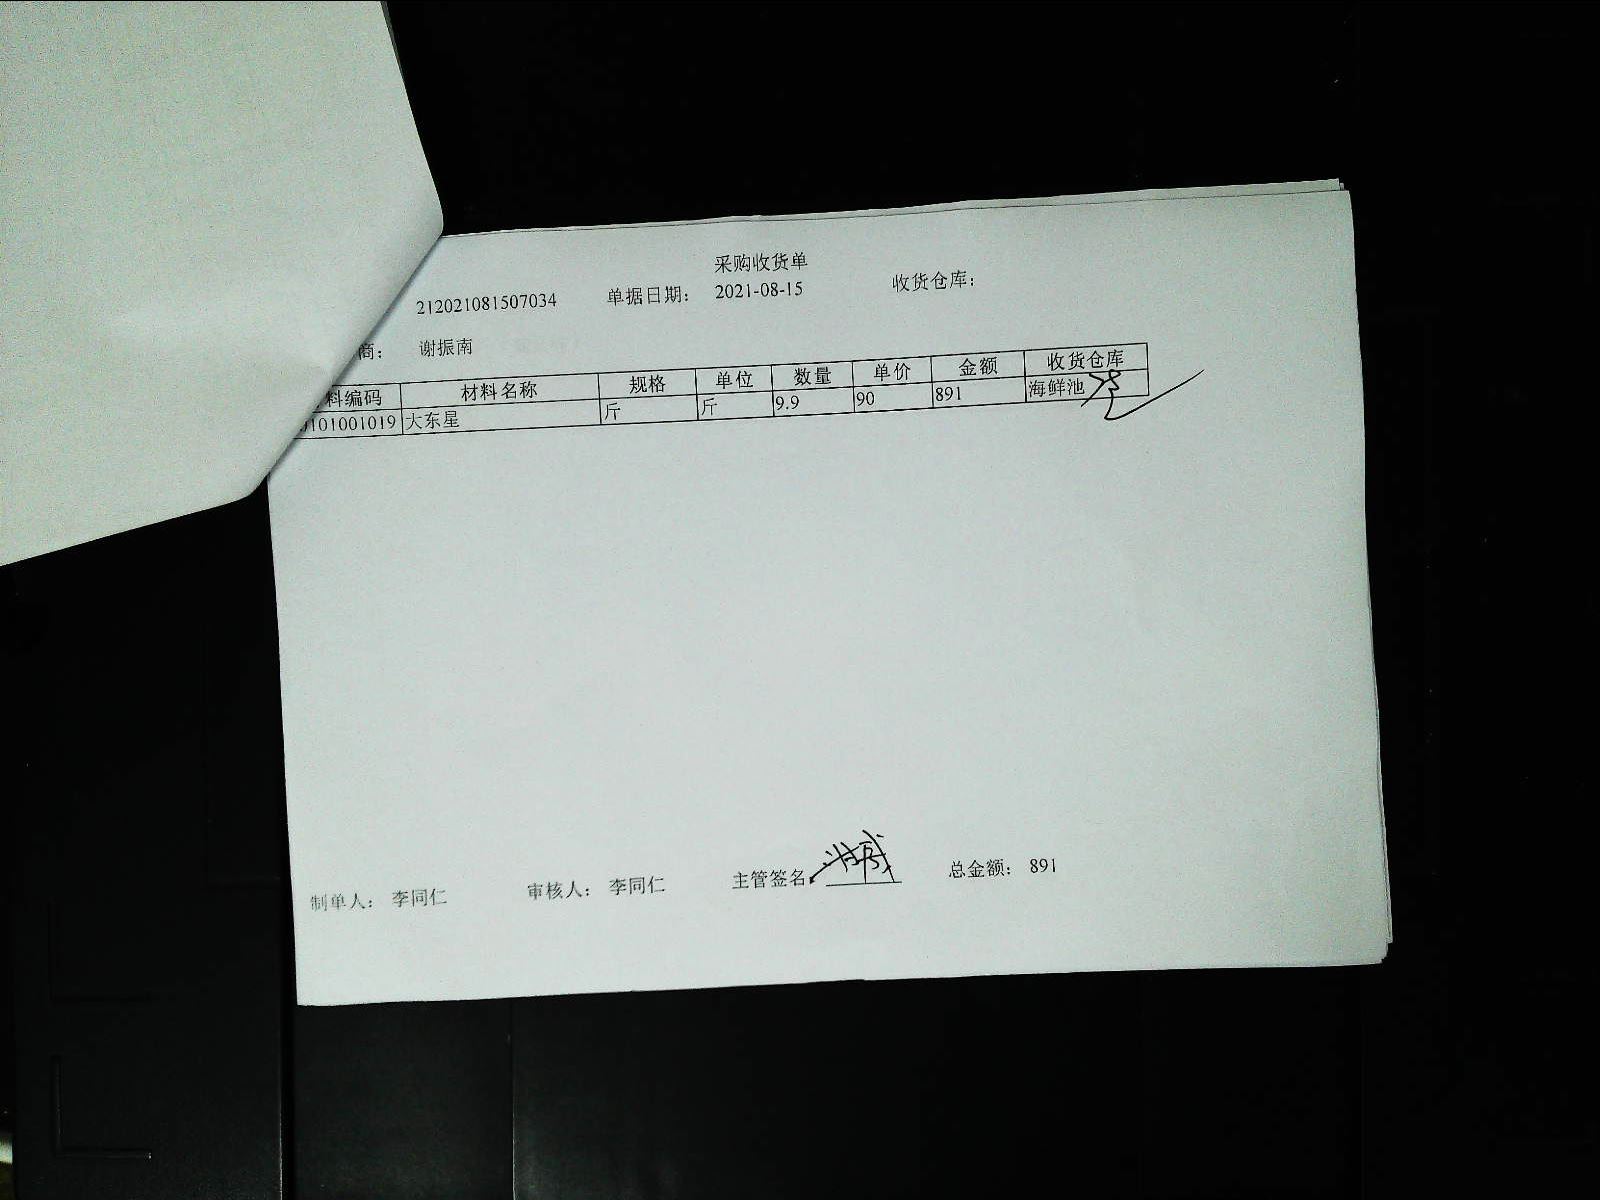 采购收货单
212021081507034 单据日期： 2021-08-15 收货仓库：
商： 谢振南
料编码 材料名称 规格 单位 数量 单价 金额 收货仓库
101001019 大东星 斤 斤 9.9 90 891 海鲜池
制单人： 李同仁 审核人： 李同仁 主管签名 总金额： 891